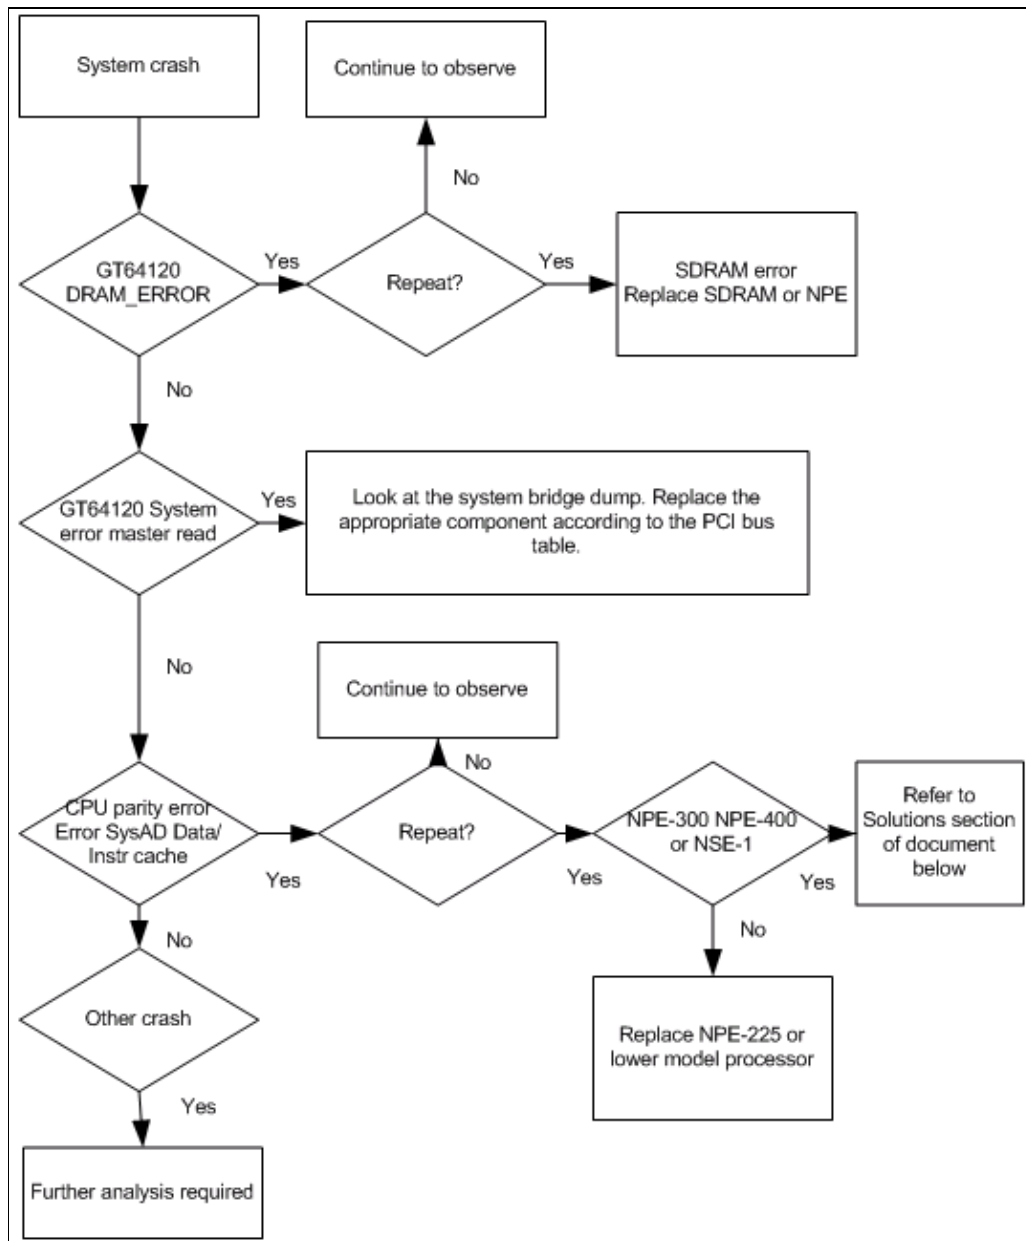 System crash
Continue to observe
No
GT64120
DRAM_ERROR
Yes
Repeat?
Yes
SDRAM error
Replace SDRAM or NPE
No
GT64120 System
error master read
Yes
Look at the system bridge dump. Replace the
appropriate component according to the PCI bus
table.
No
Continue to observe
No
CPU parity error
Error SysAD Data/
Instr cache
Yes
Repeat?
Yes
NPE-300 NPE-400
or NSE-1
Yes
Refer to
Solutions section
of document
below
No
No
Replace NPE-225 or
lower model processor
Other crash
Yes
Further analysis required